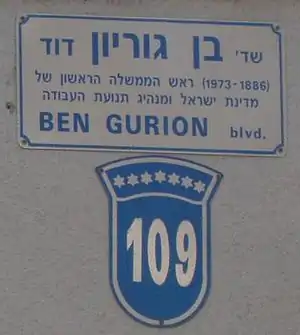 שד' בן גוריון דוד
(1973-1886) ראש הממשלה הראשון של
מדינת ישראל ומנהיג תנועת העבודה
BEN GURION blvd.
109